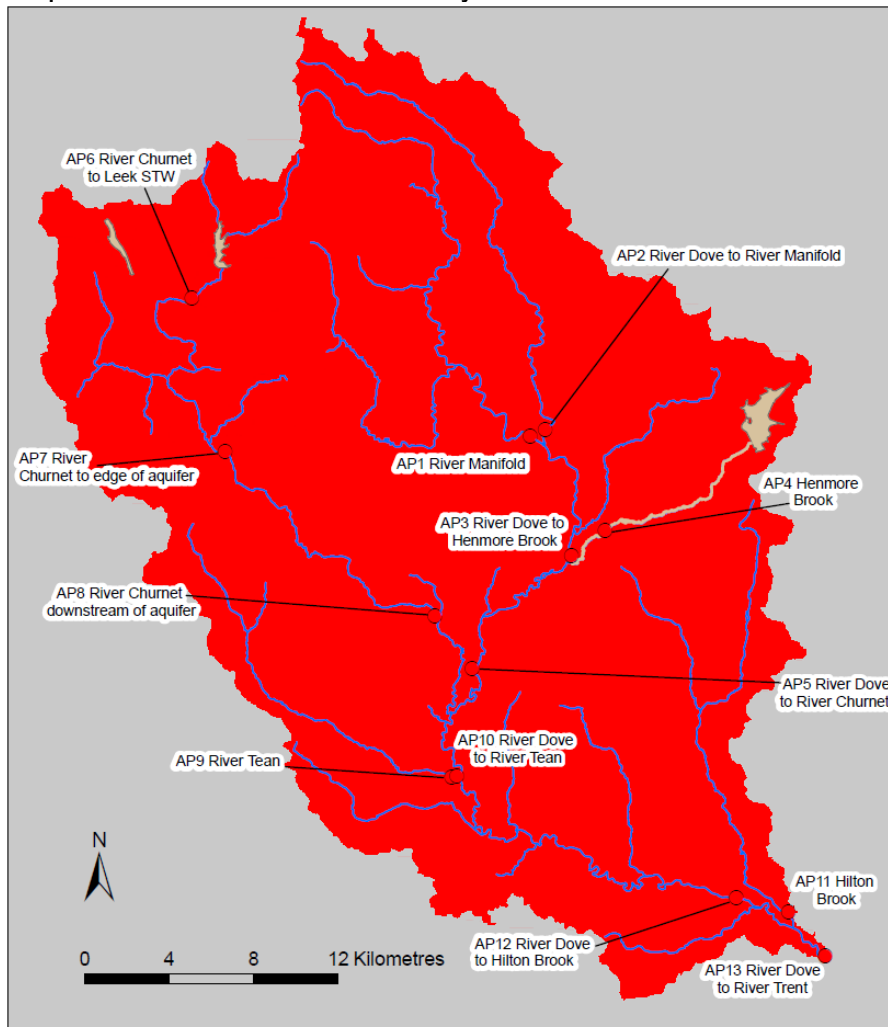 AP6 River Churnet
to Leek STW
AP2 River Dove to River Manifold
AP7 River
Churnet to edge of aquifer
AP1 River Manifold
AP4 Henmore
Brook
AP3 River Dove to
Henmore Brook
AP8 River Churnet
downstream of aquifer
AP5 River Dove
to River Churnet
AP10 River Dove
to River Tean
AP9 River Tean
N
AP11 Hilton
Brook
AP12 River Dove
to Hilton Brook
0 4 8 12 Kilometres
AP13 River Dove
to River Trent